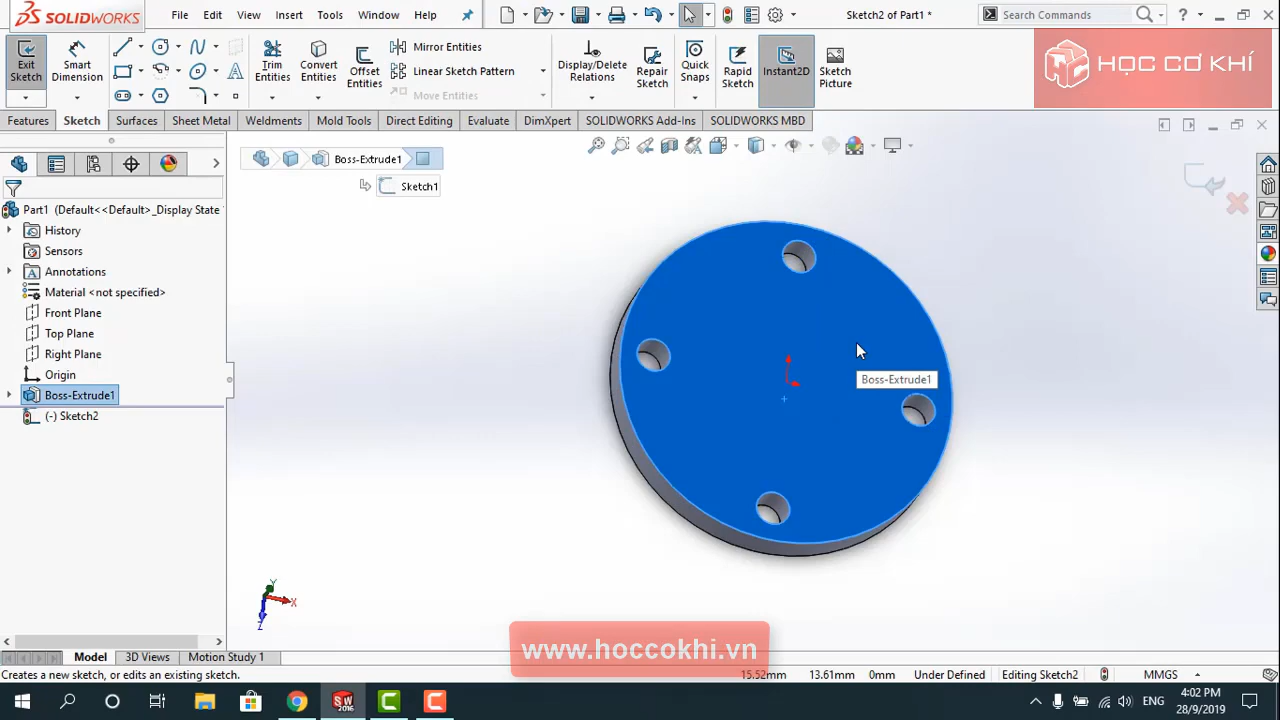 SOLIDWORKS
File
Edit
View
Insert
Tools
Window
Help
Sketch2 of Part1 *
Search Commands
?
Exit Sketch
Smart Dimension
Trim Entities
Convert Entities
Offset Entities
Mirror Entities
Linear Sketch Pattern
Move Entities
Display/Delete Relations
Repair Sketch
Quick Snaps
Rapid Sketch
Instant2D
Sketch Picture
HỌC CƠ KHÍ
Features
Sketch
Surfaces
Sheet Metal
Weldments
Mold Tools
Direct Editing
Evaluate
DimXpert
SOLIDWORKS Add-Ins
SOLIDWORKS MBD
Boss-Extrude1
Sketch1
Part1 (Default<<Default>_Display State
History
Sensors
Annotations
Material <not specified>
Front Plane
Top Plane
Right Plane
Origin
Boss-Extrude1
(-) Sketch2
Boss-Extrude1
Y
X
Z
www.hoccokhi.vn
Model
3D Views
Motion Study 1
Creates a new sketch, or edits an existing sketch.
15.52mm
13.61mm
0mm
Under Defined
Editing Sketch2
MMGS
SW
2016
ENG
4:02 PM
28/9/2019